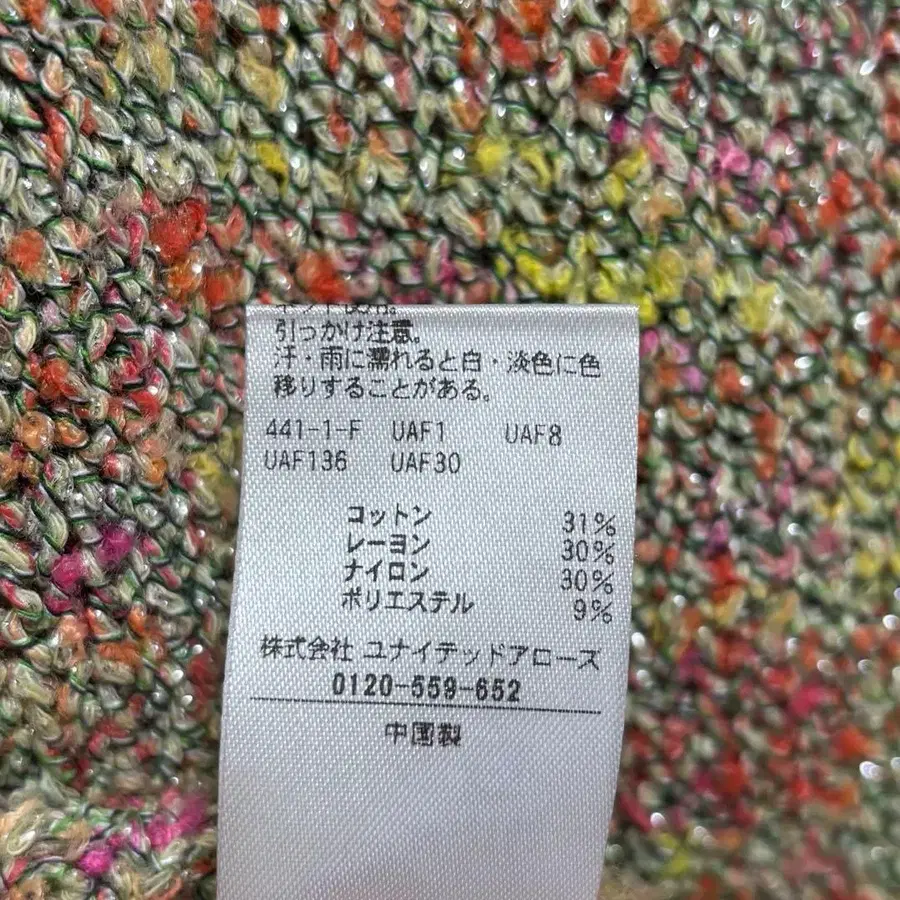 引っかけ注意。
汗・雨に濡れると白・淡色に色
移りすることがある。
441-1-F UAF1 UAF8
UAF136 UAF30
コットン 31%
レーヨン 30%
ナイロン 30%
ポリエステル 9%
株式会社 ユナイテッドアローズ
0120-559-652
中国製